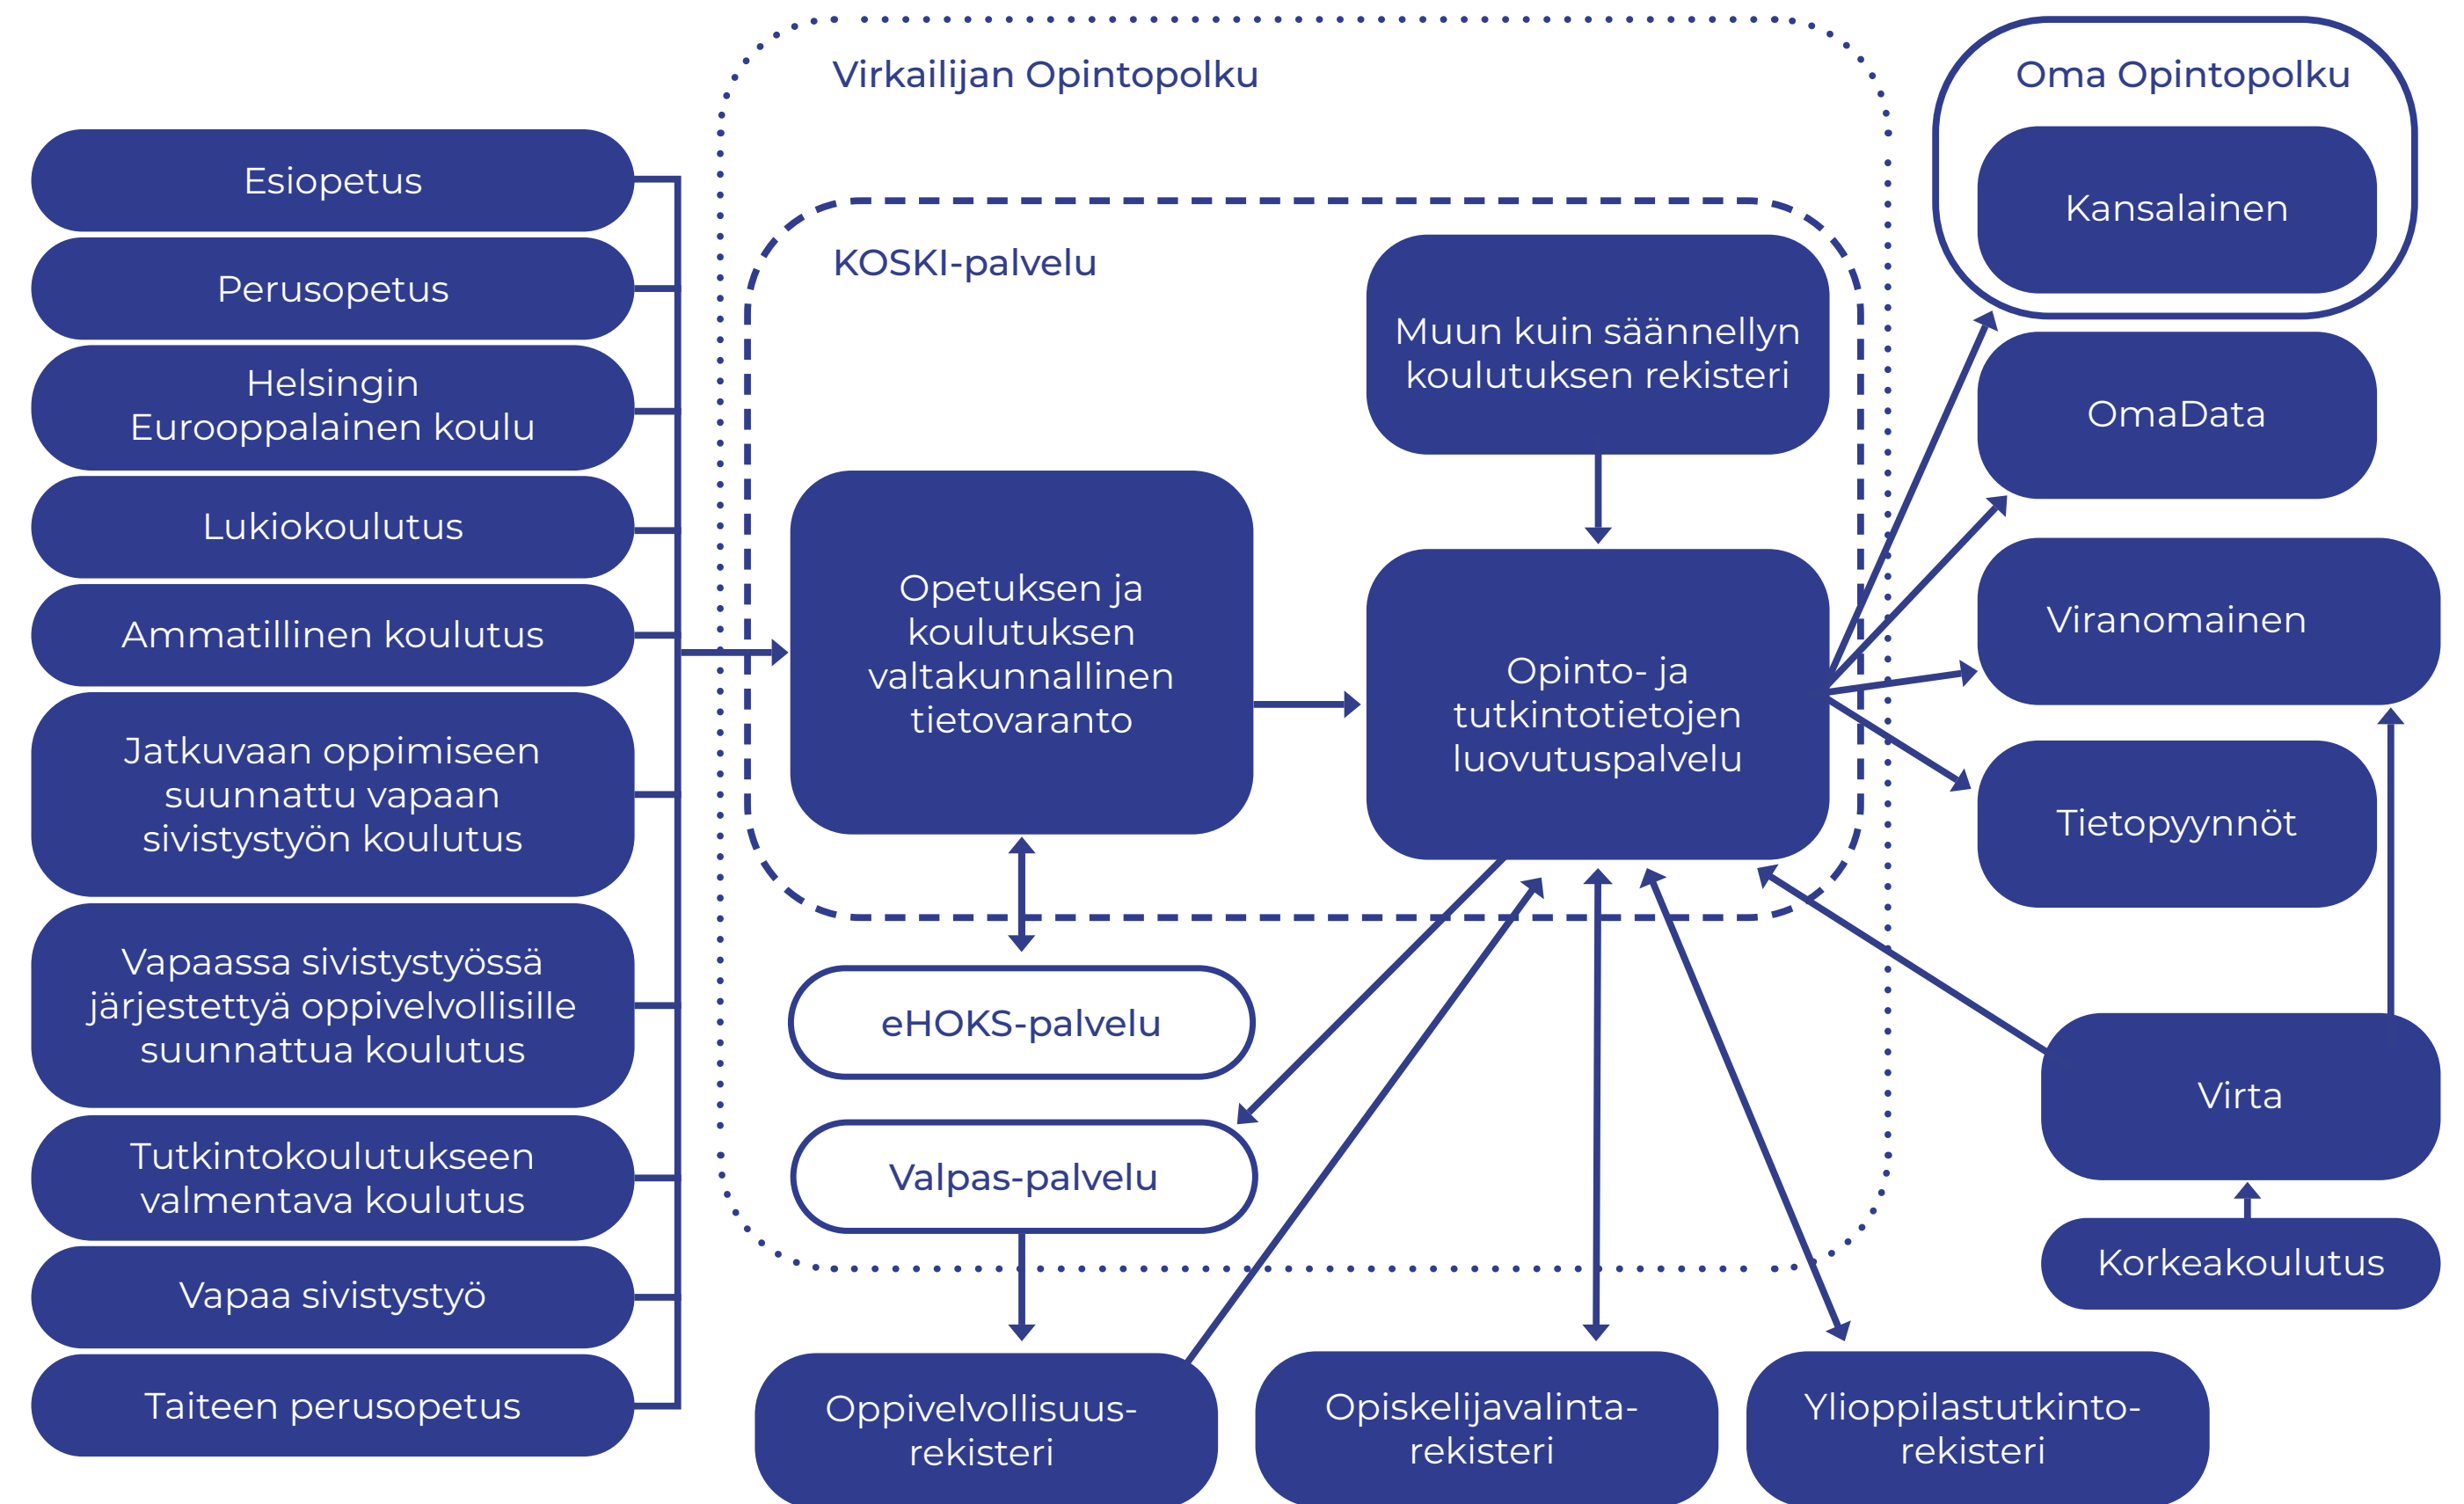 Esiopetus
Perusopetus
Helsingin
Eurooppalainen koulu
Lukiokoulutus
Ammatillinen koulutus
Jatkuvaan oppimiseen
suunnattu vapaan
sivistystyön koulutus
Vapaassa sivistystyössä
järjestettyä oppivelvollisille
suunnattua koulutus
Tutkintokoulutukseen
valmentava koulutus
Vapaa sivistystyö
Taiteen perusopetus
Virkailijan Opintopolku
KOSKI-palvelu
Opetuksen ja
koulutuksen
valtakunnallinen
tietovaranto
Muun kuin säännellyn
koulutuksen rekisteri
Opinto- ja
tutkintotietojen
luovutuspalvelu
eHOKS-palvelu
Valpas-palvelu
Oppivelvollisuus-
rekisteri
Opiskelijavalinta-
rekisteri
Ylioppilastutkinto-
rekisteri
Oma Opintopolku
Kansalainen
OmaData
Viranomainen
Tietopyynnöt
Virta
Korkeakoulutus